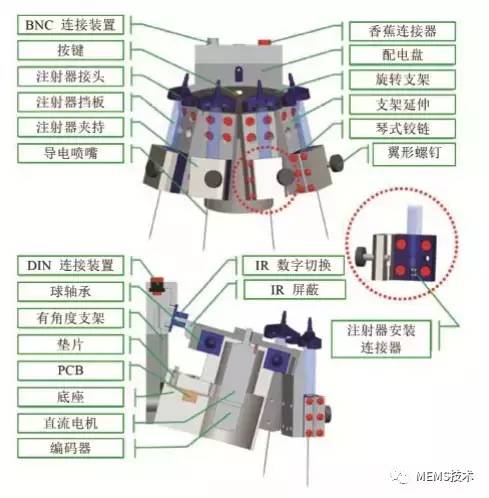 BNC 连接装置
按键
注射器接头
注射器挡板
注射器夹持
导电喷嘴
香蕉连接器
配电盘
旋转支架
支架延伸
琴式铰链
翼形螺钉
DIN 连接装置
球轴承
有角度支架
垫片
PCB
底座
直流电机
编码器
IR 数字切换
IR 屏蔽
注射器安装
连接器
MEMS技术